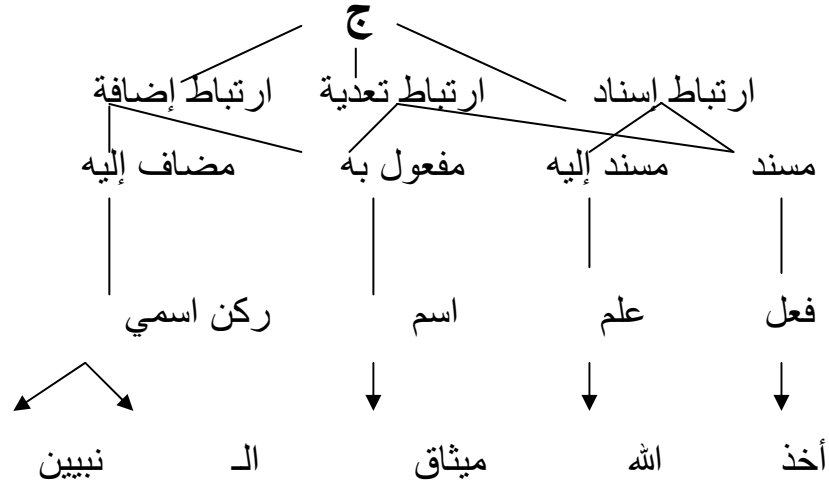 ج
ارتباط إسناد ارتباط تعدية ارتباط إضافة
مسند مسند إليه مفعول به مضاف إليه
فعل علم اسم ركن اسمي
أخذ الله ميثاق الـ نبيين